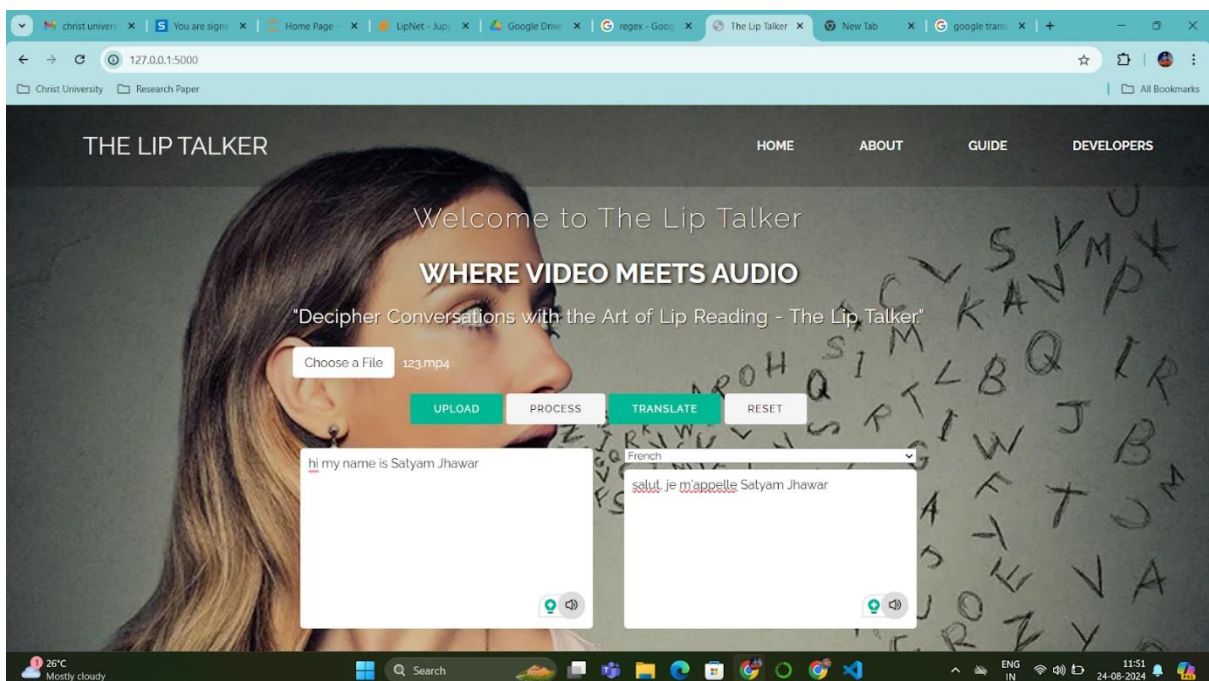 christ univers
You are signe
Home Page -
LipNet - Jupy
Google Drive
regex - Goog
The Lip Talker
New Tab
google transl
127.0.0.1:5000
Christ University
Research Paper
All Bookmarks
THE LIP TALKER
HOME
ABOUT
GUIDE
DEVELOPERS
Welcome to The Lip Talker
WHERE VIDEO MEETS AUDIO
"Decipher Conversations with the Art of Lip Reading - The Lip Talker."
Choose a File
123.mp4
UPLOAD
PROCESS
TRANSLATE
RESET
hi my name is Satyam Jhawar
French
salut, je m'appelle Satyam Jhawar
26°C
Mostly cloudy
Search
ENG
IN
11:51
24-08-2024